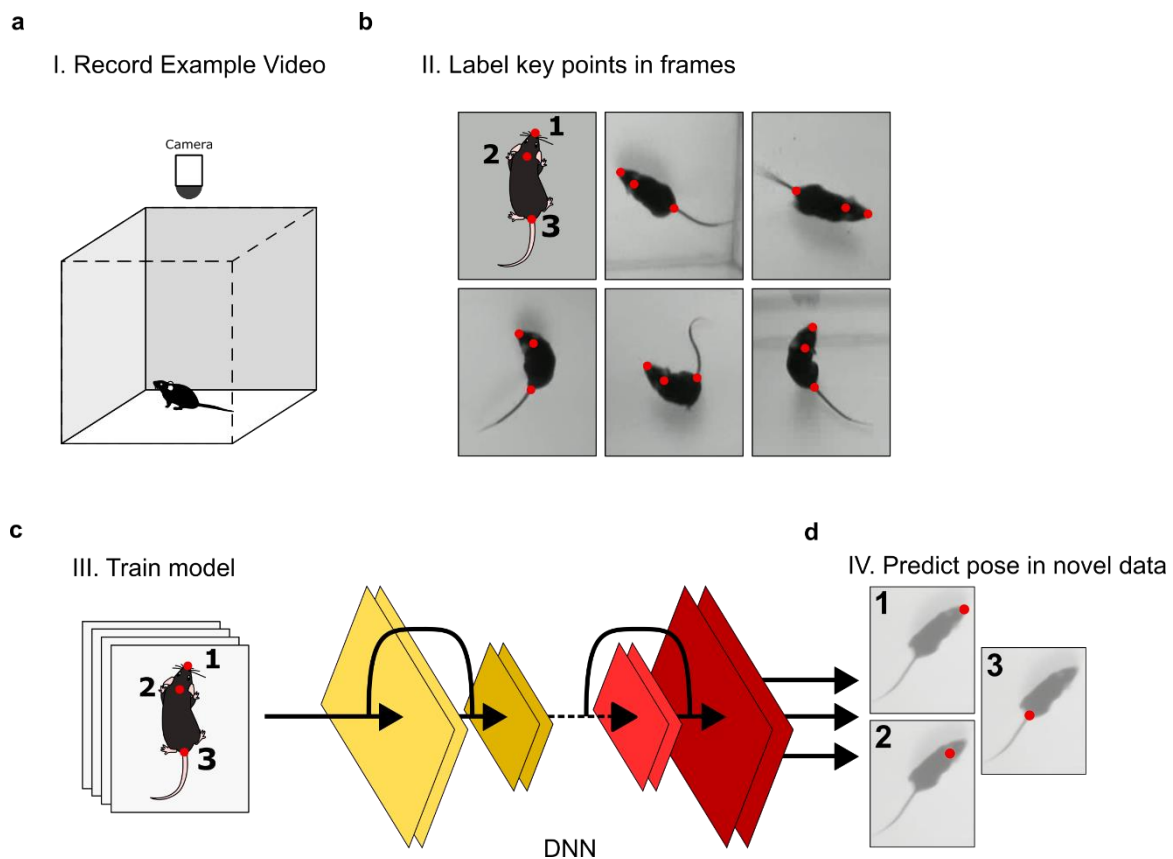 a
I. Record Example Video
Camera
b
II. Label key points in frames
1
2
3
c
III. Train model
1
2
3
DNN
d
IV. Predict pose in novel data
1
2
3